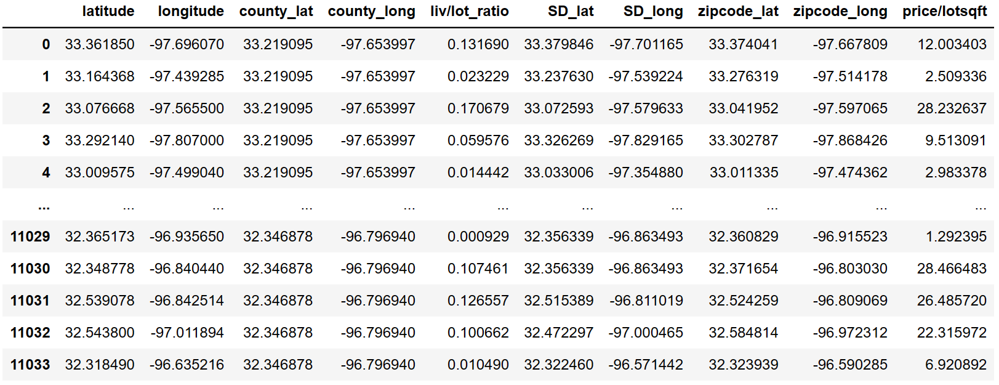 latitude longitude county_lat county_long liv/lot_ratio SD_lat SD_long zipcode_lat zipcode_long price/lotsqft
0 33.361850 -97.696070 33.219095 -97.653997 0.131690 33.379846 -97.701165 33.374041 -97.667809 12.003403
1 33.164368 -97.439285 33.219095 -97.653997 0.023229 33.237630 -97.539224 33.276319 -97.514178 2.509336
2 33.076668 -97.565500 33.219095 -97.653997 0.170679 33.072593 -97.579633 33.041952 -97.597065 28.232637
3 33.292140 -97.807000 33.219095 -97.653997 0.059576 33.326269 -97.829165 33.302787 -97.868426 9.513091
4 33.009575 -97.499040 33.219095 -97.653997 0.014442 33.033006 -97.354880 33.011335 -97.474362 2.983378
... ... ... ... ... ... ... ... ... ... ...
11029 32.365173 -96.935650 32.346878 -96.796940 0.000929 32.356339 -96.863493 32.360829 -96.915523 1.292395
11030 32.348778 -96.840440 32.346878 -96.796940 0.107461 32.356339 -96.863493 32.371654 -96.803030 28.466483
11031 32.539078 -96.842514 32.346878 -96.796940 0.126557 32.515389 -96.811019 32.524259 -96.809069 26.485720
11032 32.543800 -97.011894 32.346878 -96.796940 0.100662 32.472297 -97.000465 32.584814 -96.972312 22.315972
11033 32.318490 -96.635216 32.346878 -96.796940 0.010490 32.322460 -96.571442 32.323939 -96.590285 6.920892